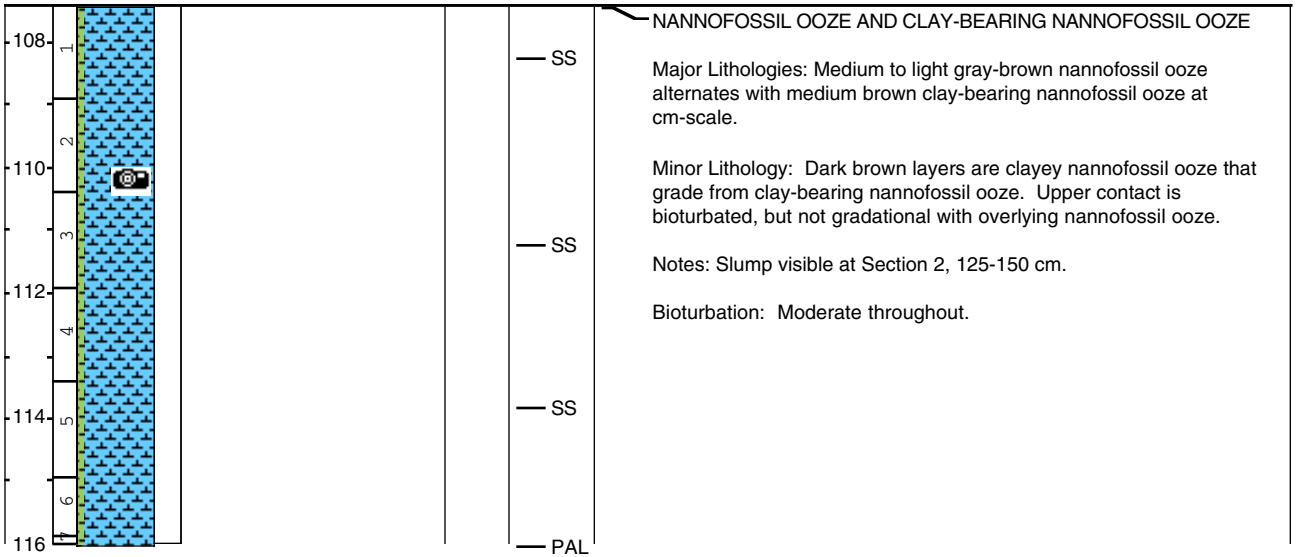 NANNOFOSSIL OOZE AND CLAY-BEARING NANNOFOSSIL OOZE
108
1
SS
Major Lithologies: Medium to light gray-brown nannofossil ooze
alternates with medium brown clay-bearing nannofossil ooze at
cm-scale.
2
110
Minor Lithology: Dark brown layers are clayey nannofossil ooze that
grade from clay-bearing nannofossil ooze. Upper contact is
bioturbated, but not gradational with overlying nannofossil ooze.
3
SS
Notes: Slump visible at Section 2, 125-150 cm.
112
Bioturbation: Moderate throughout.
4
SS
114
5
6
7
116
PAL